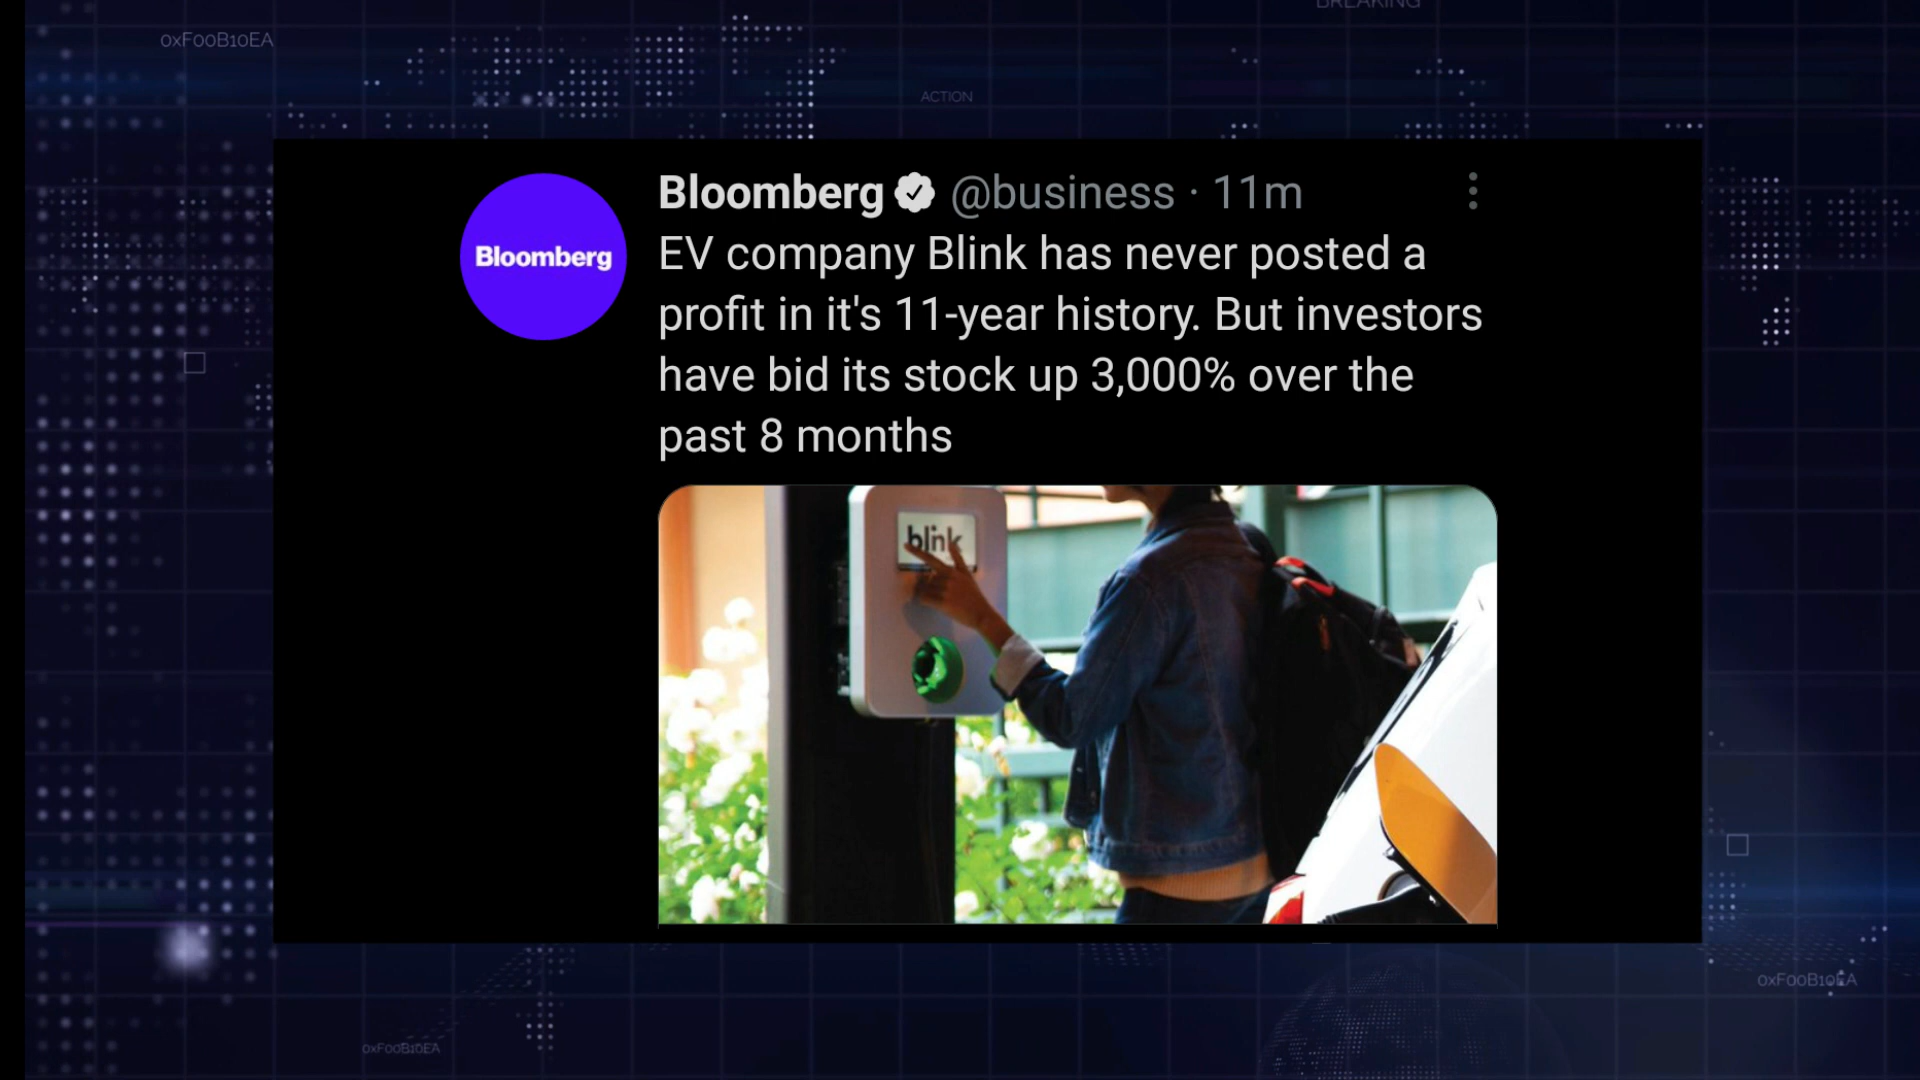 BREAKING
0xF00B10EA
ACTION
Bloomberg @business · 11m
Bloomberg
EV company Blink has never posted a
profit in it's 11-year history. But investors
have bid its stock up 3,000% over the
past 8 months
blink
0xF00B10EA
0xF00B10EA